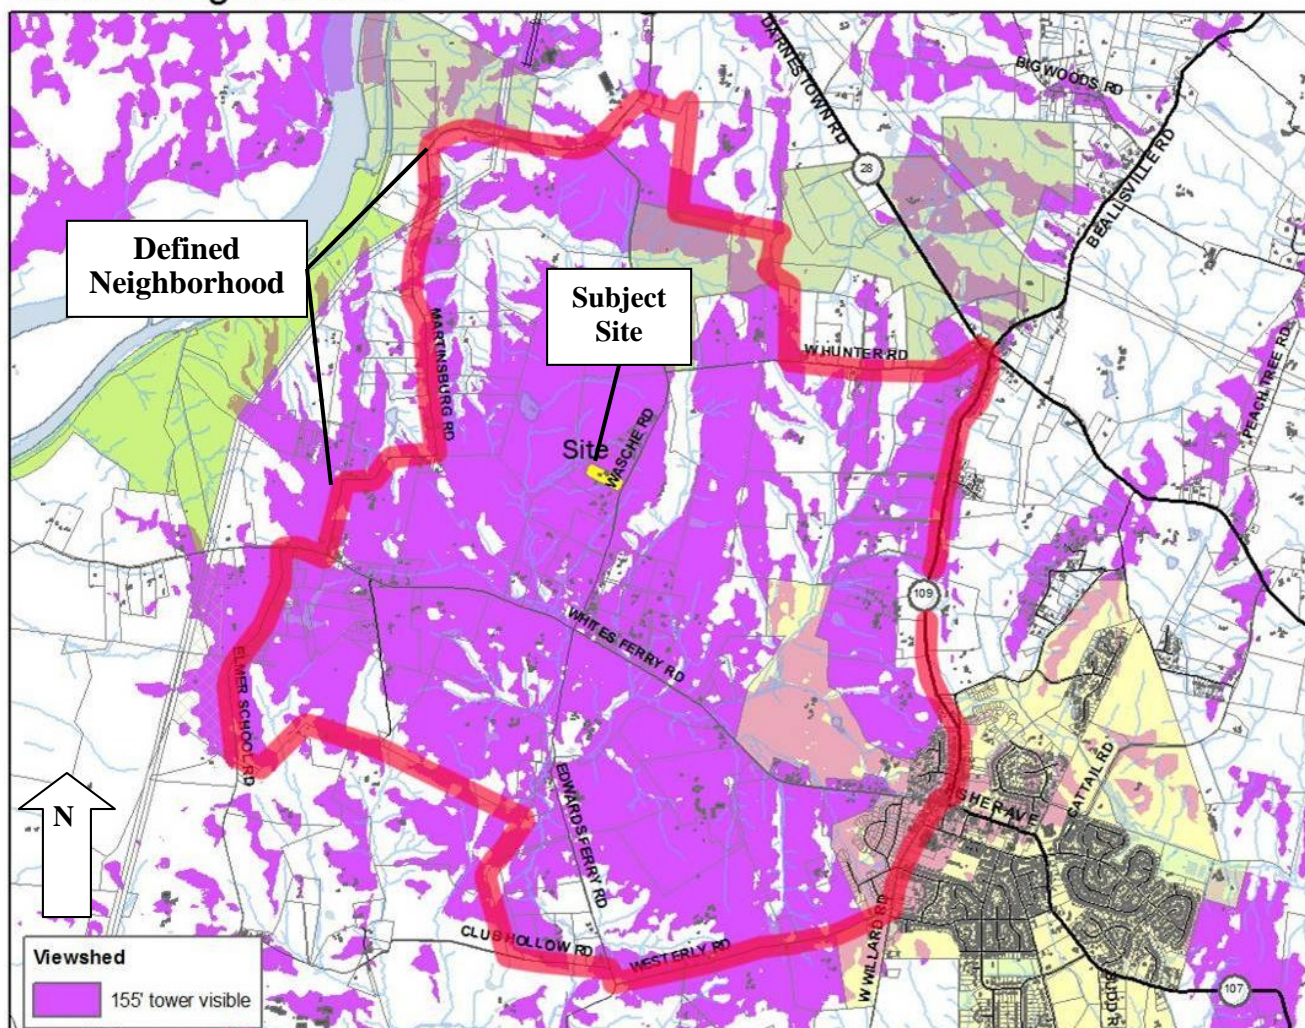 DARNESTOWN RD
BIG WOODS RD
28
BEALLSVILLE RD
Defined
Neighborhood
Subject
Site
MARTINSBURG RD
W HUNTER RD
PEACH TREE RD
Site
WASCHE RD
109
WHITES FERRY RD
ELMER SCHOOL RD
EDWARDS FERRY RD
CATTAIL RD
SHER AVE
N
CLUB HOLLOW RD
WESTERLY RD
W WILLARD RD
Viewshed
155' tower visible
107